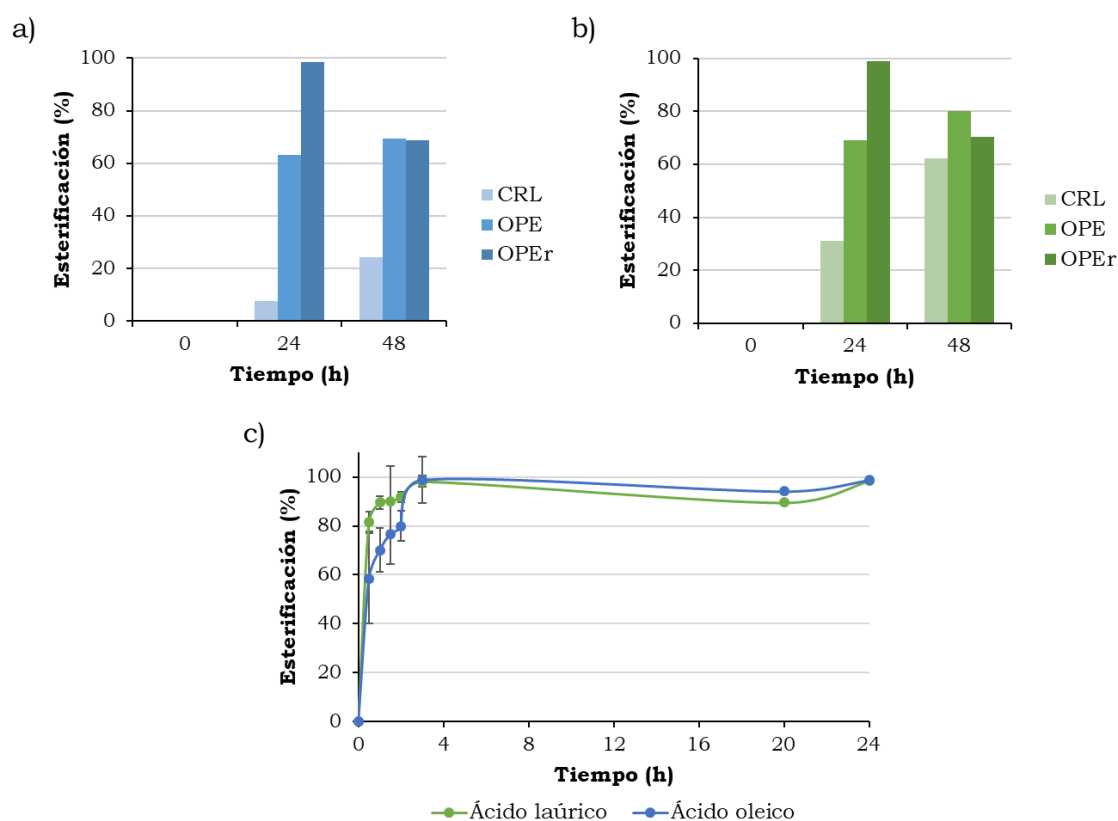 a)
100
80
60
40
20
0
Esterificación (%)
0 24 48
Tiempo (h)
CRL
OPE
OPEr
b)
100
80
60
40
20
0
Esterificación (%)
0 24 48
Tiempo (h)
CRL
OPE
OPEr
c)
100
80
60
40
20
0
Esterificación (%)
0 4 8 12 16 20 24
Tiempo (h)
Ácido laúrico Ácido oleico